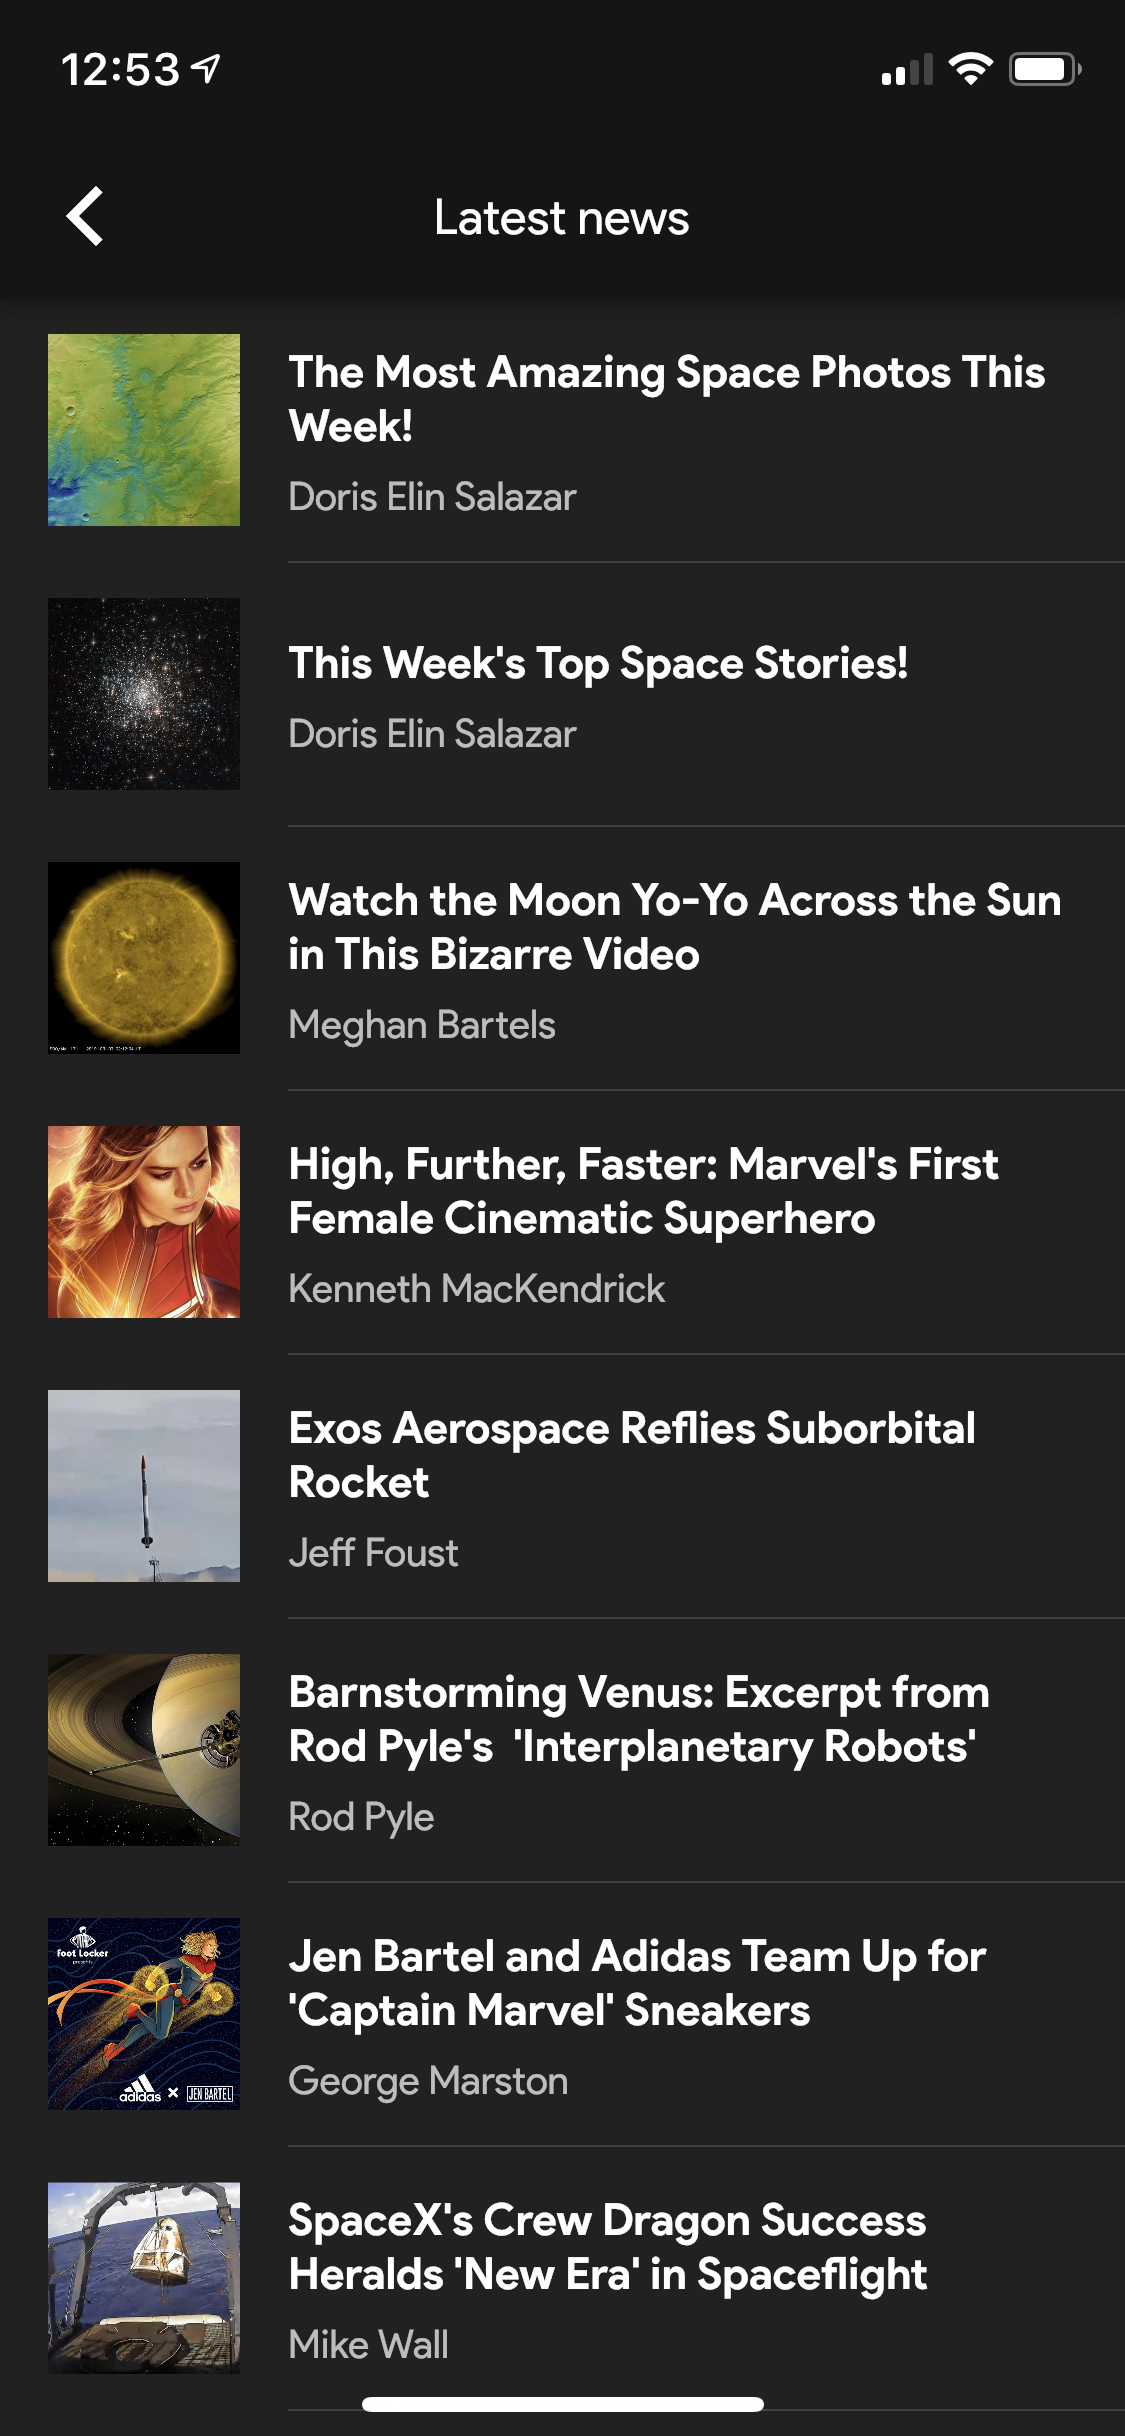 12:53
Latest news
The Most Amazing Space Photos This
Week!
Doris Elin Salazar
This Week's Top Space Stories!
Doris Elin Salazar
Watch the Moon Yo-Yo Across the Sun
in This Bizarre Video
Meghan Bartels
High, Further, Faster: Marvel's First
Female Cinematic Superhero
Kenneth MacKendrick
Exos Aerospace Reflies Suborbital
Rocket
Jeff Foust
Barnstorming Venus: Excerpt from
Rod Pyle's 'Interplanetary Robots'
Rod Pyle
Foot Locker
presents
adidas x JEN BARTEL
Jen Bartel and Adidas Team Up for
'Captain Marvel' Sneakers
George Marston
SpaceX's Crew Dragon Success
Heralds 'New Era' in Spaceflight
Mike Wall